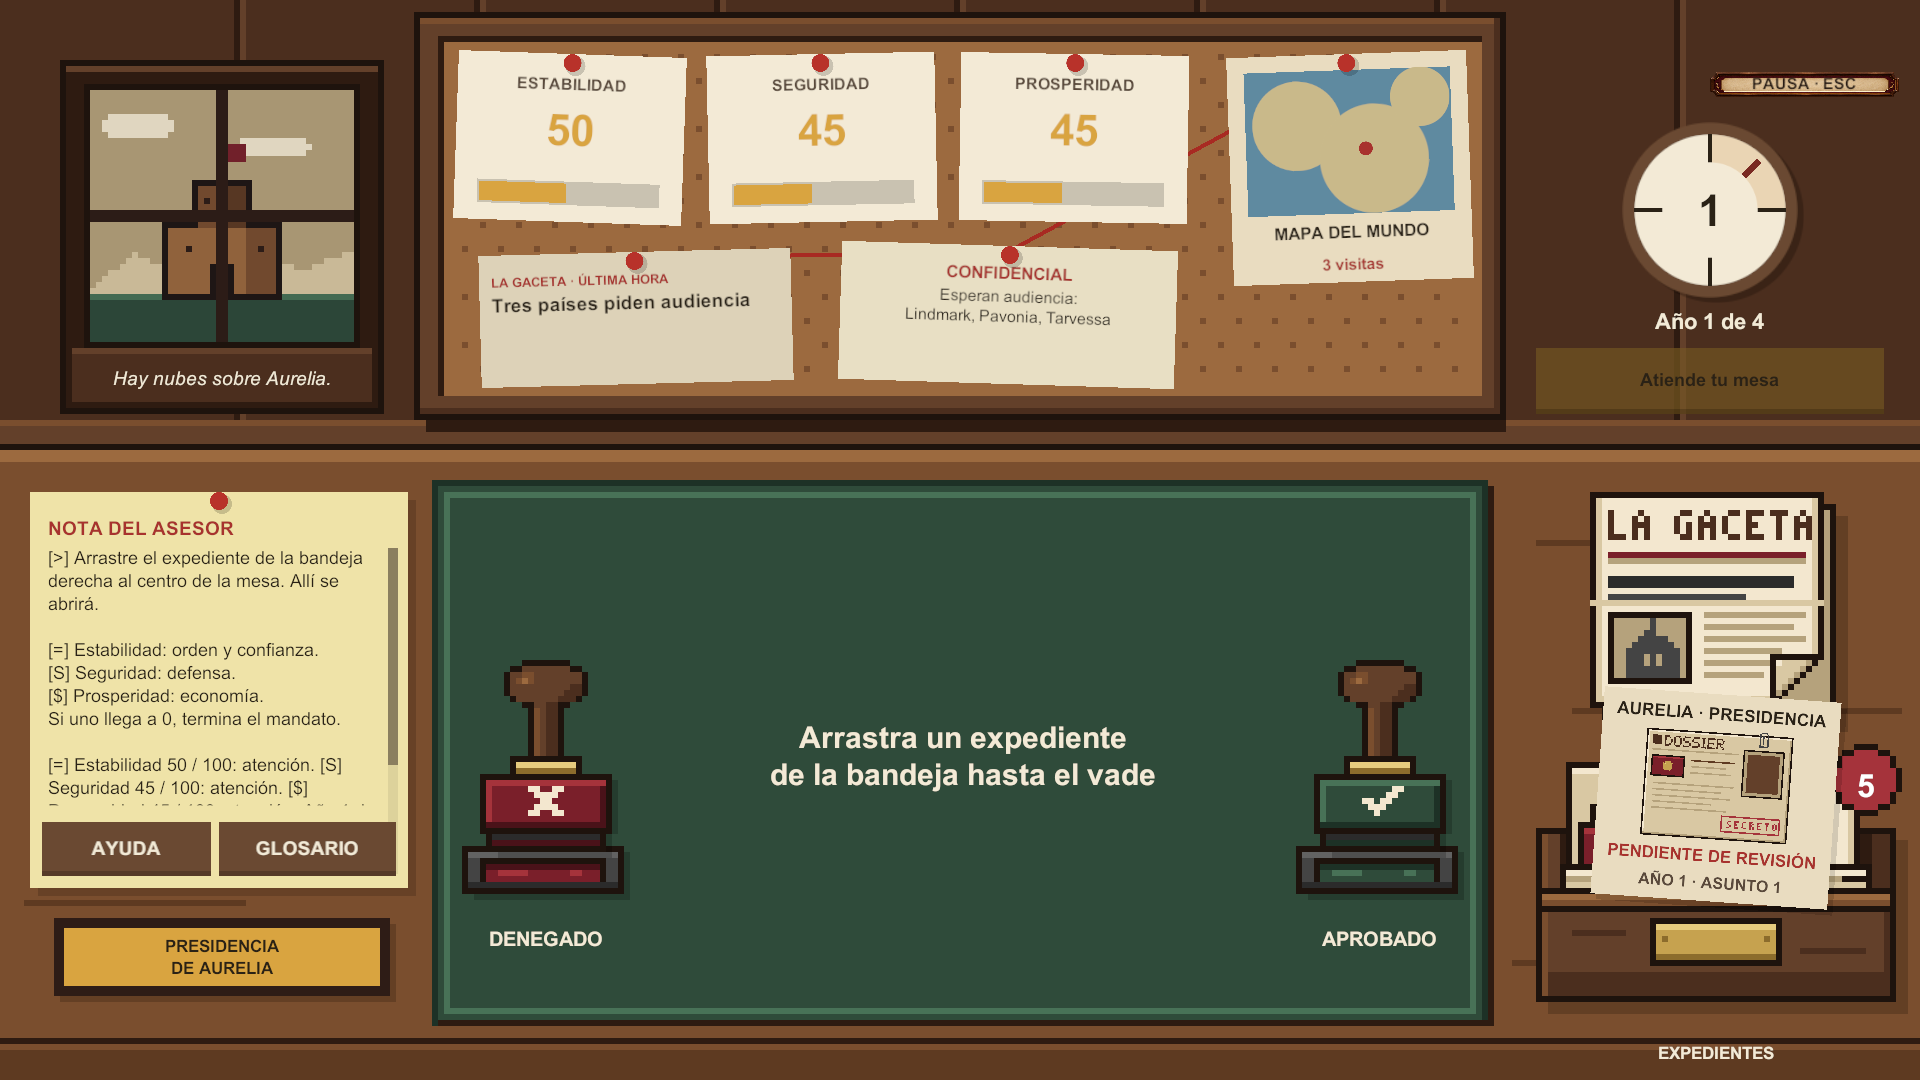 ESTABILIDAD
50
SEGURIDAD
45
PROSPERIDAD
45
MAPA DEL MUNDO
3 visitas
PAUSA · ESC
1
Año 1 de 4
Atiende tu mesa
Hay nubes sobre Aurelia.
LA GACETA · ÚLTIMA HORA
Tres países piden audiencia
CONFIDENCIAL
Esperan audiencia:
Lindmark, Pavonia, Tarvessa
NOTA DEL ASESOR
[>] Arrastre el expediente de la bandeja
derecha al centro de la mesa. Allí se
abrirá.
[=] Estabilidad: orden y confianza.
[S] Seguridad: defensa.
[$] Prosperidad: economía.
Si uno llega a 0, termina el mandato.
[=] Estabilidad 50 / 100: atención. [S]
Seguridad 45 / 100: atención. [$]
AYUDA
GLOSARIO
PRESIDENCIA
DE AURELIA
Arrastra un expediente
de la bandeja hasta el vade
DENEGADO
APROBADO
LA GACETA
AURELIA · PRESIDENCIA
DOSSIER
SECRETO
PENDIENTE DE REVISIÓN
AÑO 1 · ASUNTO 1
5
EXPEDIENTES